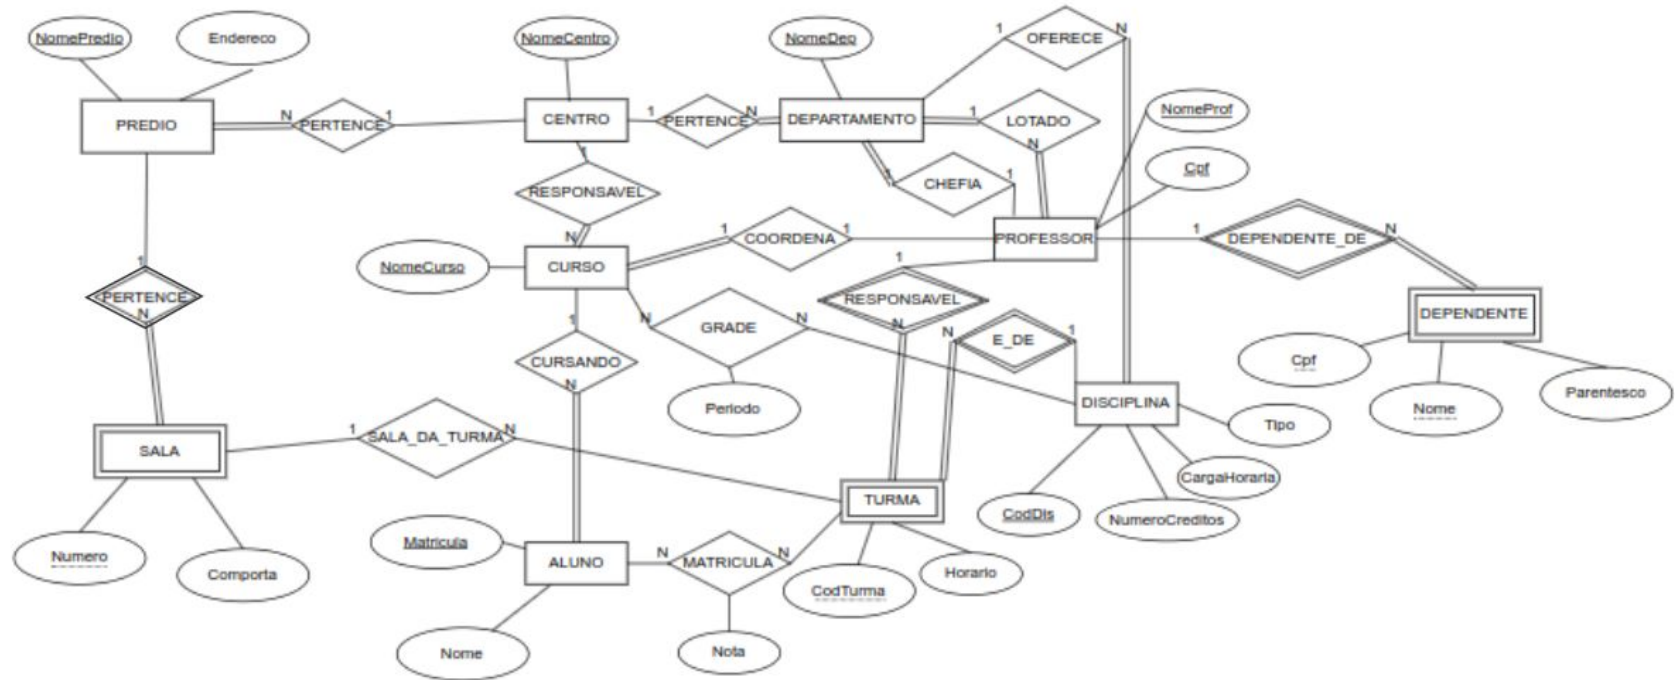 NomePredio
Endereco
NomeCentro
NomeDep
1
OFERECE
N
PREDIO
N
PERTENCE
1
CENTRO
1
PERTENCE
N
DEPARTAMENTO
1
LOTADO
N
NomeProf
Cpf
1
RESPONSAVEL
N
1
CHEFIA
1
NomeCurso
CURSO
1
COORDENA
1
PROFESSOR
1
DEPENDENTE_DE
N
1
PERTENCE
N
1
RESPONSAVEL
N
N
GRADE
N
N
E_DE
1
DEPENDENTE
1
CURSANDO
N
Periodo
DISCIPLINA
Cpf
Nome
Parentesco
Tipo
SALA
1
SALA_DA_TURMA
N
CargaHoraria
TURMA
CodDis
NumeroCreditos
Numero
Comporta
Matricula
ALUNO
N
MATRICULA
N
CodTurma
Horario
Nome
Nota